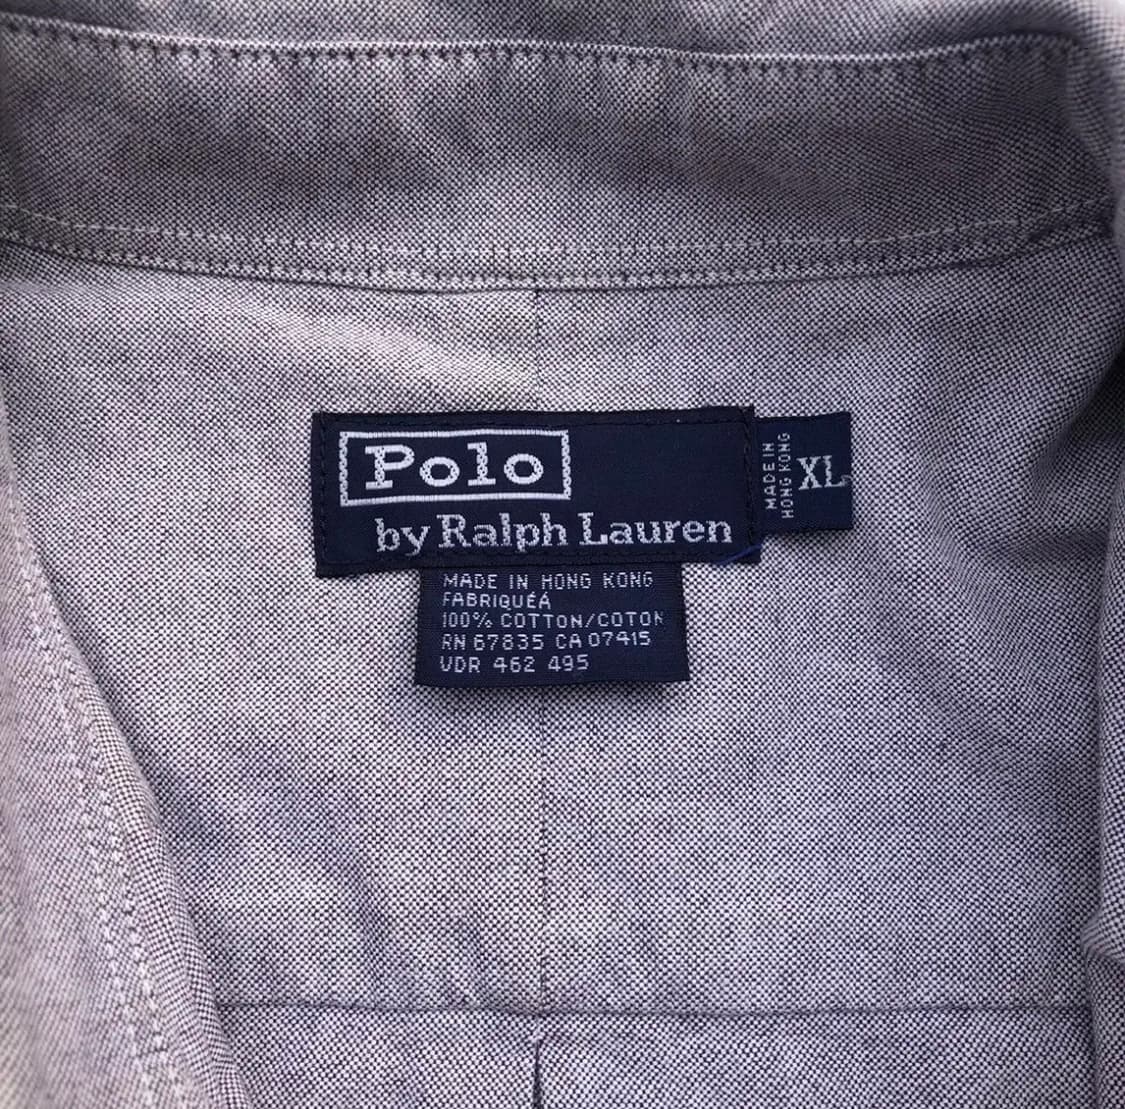 Polo
by Ralph Lauren
MADE IN
HONG KONG
XL
MADE IN HONG KONG
FABRIQUÉÁ
100% COTTON/COTON
RN 67835 CA 07415
VDR 462 495